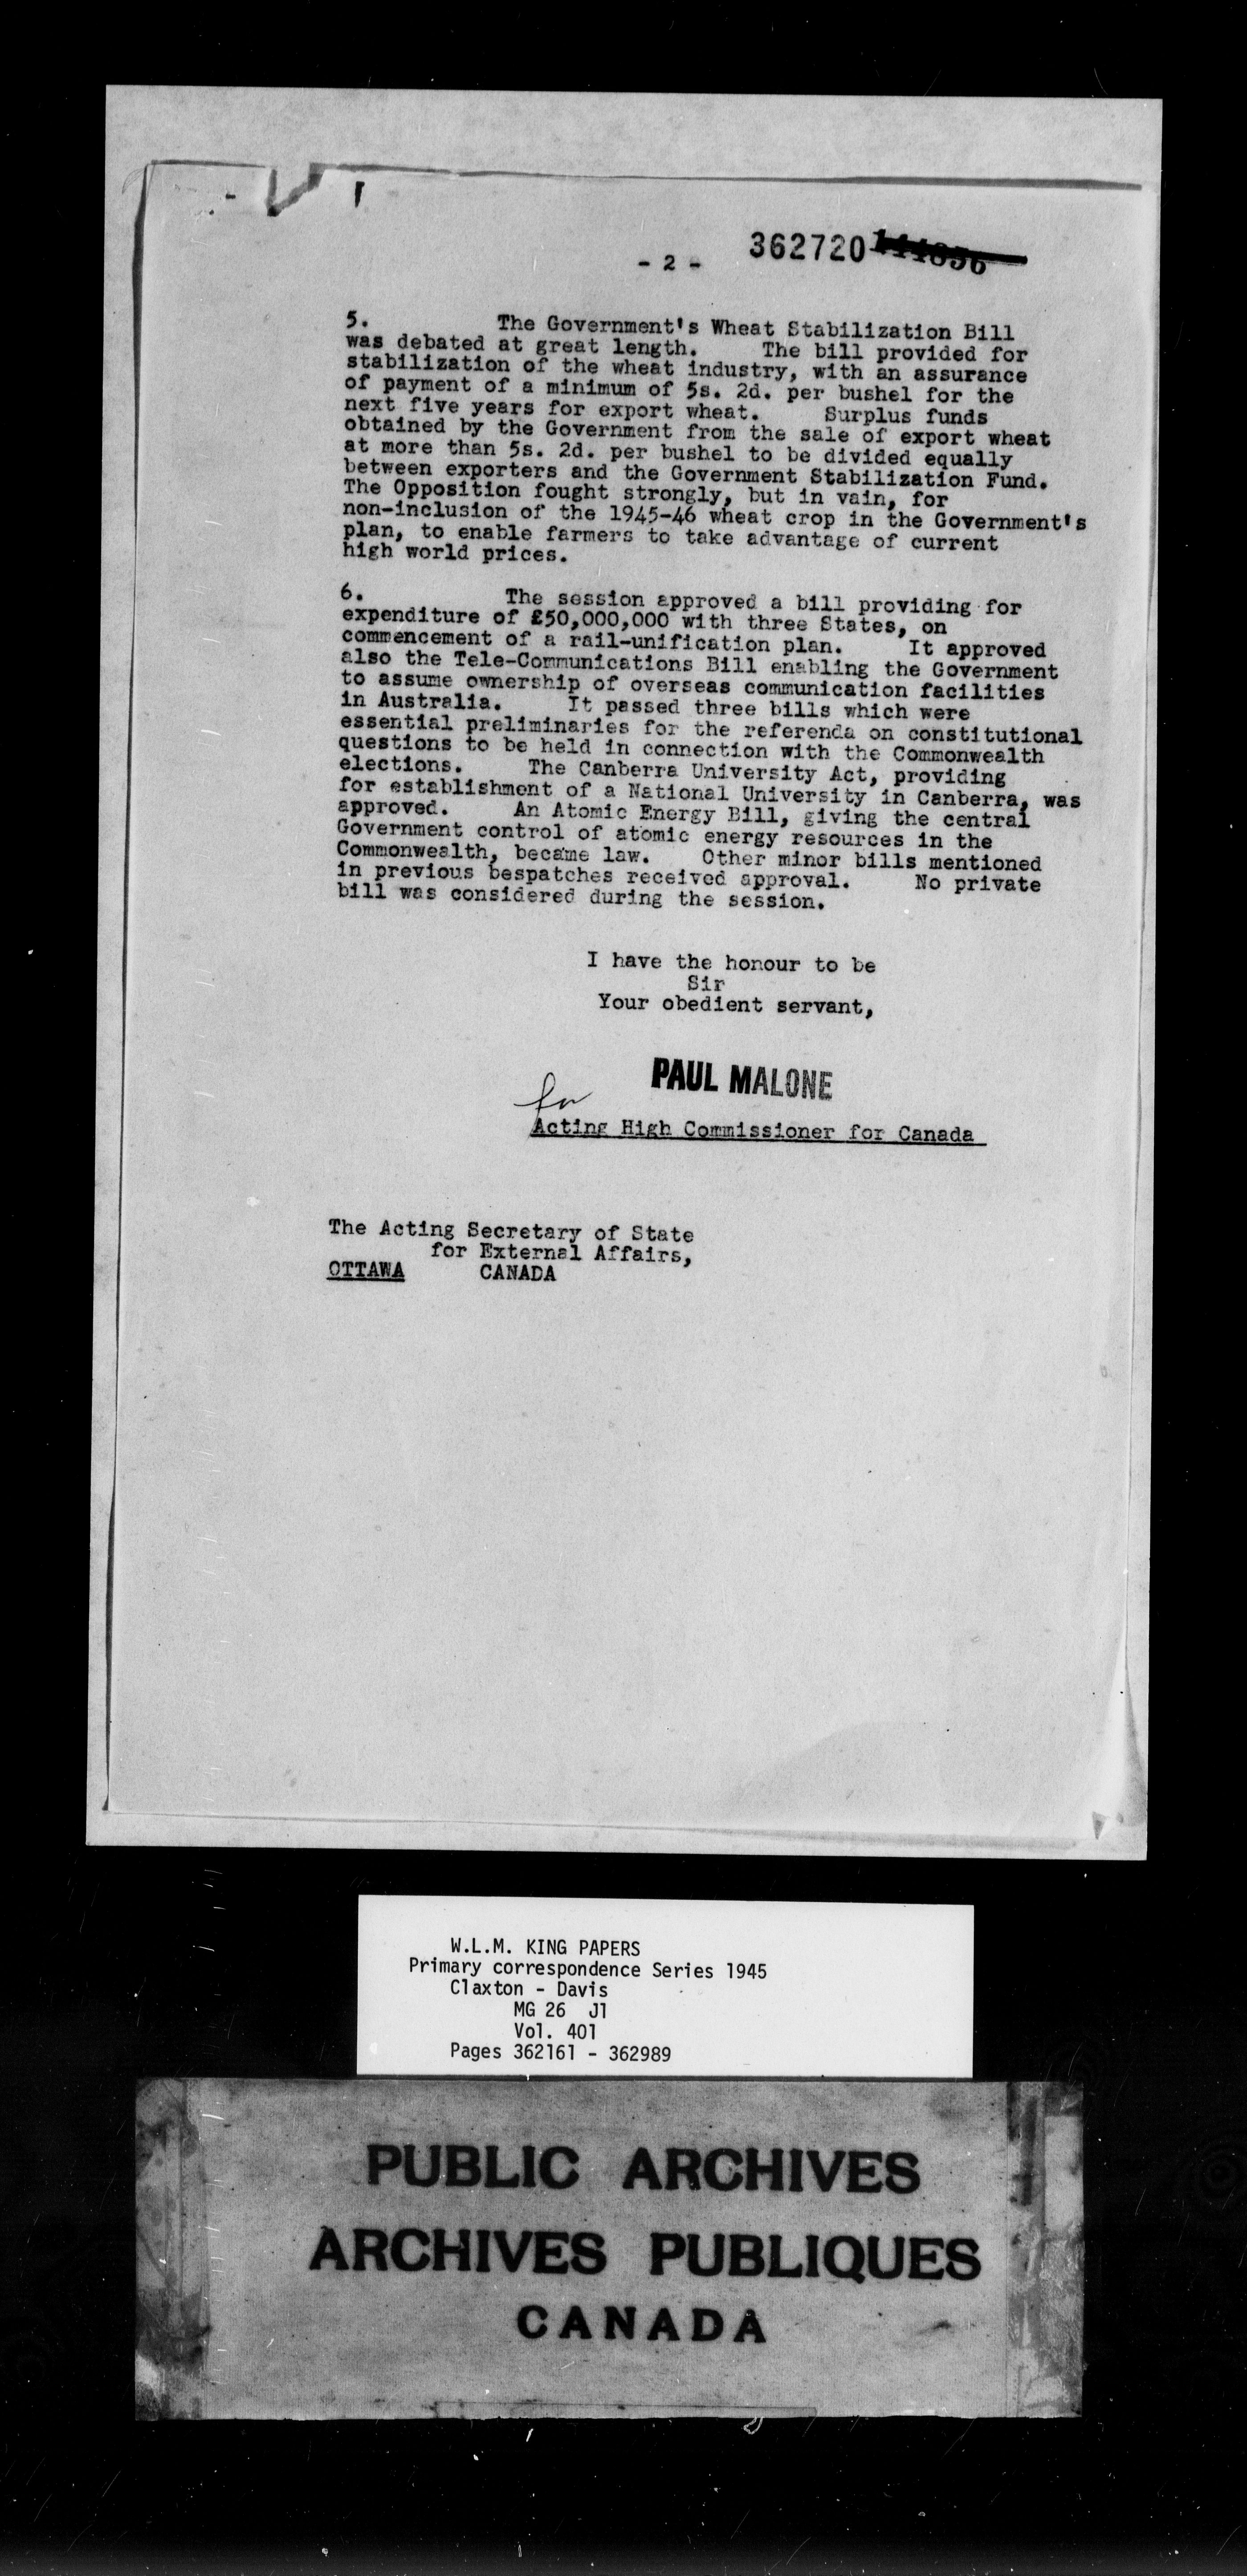 - 2 -
362720 144856
5. The Government's Wheat Stabilization Bill
was debated at great length. The bill provided for
stabilization of the wheat industry, with an assurance
of payment of a minimum of 5s. 2d. per bushel for the
next five years for export wheat. Surplus funds
obtained by the Government from the sale of export wheat
at more than 5s. 2d. per bushel to be divided equally
between exporters and the Government Stabilization Fund.
The Opposition fought strongly, but in vain, for
non-inclusion of the 1945-46 wheat crop in the Government's
plan, to enable farmers to take advantage of current
high world prices.
6. The session approved a bill providing for
expenditure of £50,000,000 with three States, on
commencement of a rail-unification plan. It approved
also the Tele-Communications Bill enabling the Government
to assume ownership of overseas communication facilities
in Australia. It passed three bills which were
essential preliminaries for the referenda on constitutional
questions to be held in connection with the Commonwealth
elections. The Canberra University Act, providing
for establishment of a National University in Canberra, was
approved. An Atomic Energy Bill, giving the central
Government control of atomic energy resources in the
Commonwealth, became law. Other minor bills mentioned
in previous bespatches received approval. No private
bill was considered during the session.
I have the honour to be
Sir
Your obedient servant,
PAUL MALONE
for
Acting High Commissioner for Canada
The Acting Secretary of State
for External Affairs,
OTTAWA CANADA
W.L.M. KING PAPERS
Primary correspondence Series 1945
Claxton - Davis
MG 26 J1
Vol. 401
Pages 362161 - 362989
PUBLIC ARCHIVES
ARCHIVES PUBLIQUES
CANADA